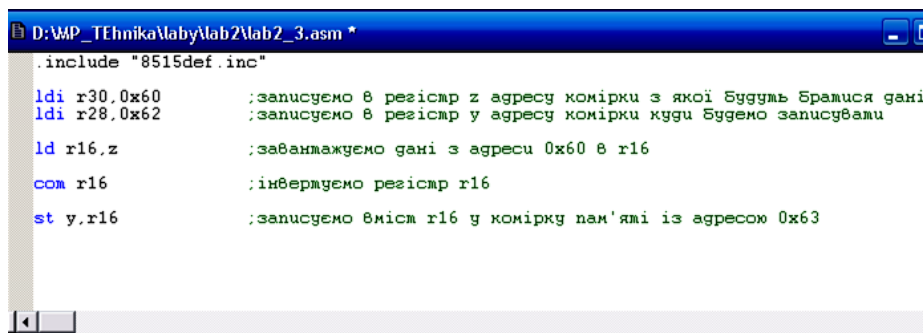 D:\MP_TEhnika\laby\lab2\lab2_3.asm *
.include "8515def.inc"
ldi r30,0x60 ;записуємо в регістр z адресу комірки з якої будуть братися дані
ldi r28,0x62 ;записуємо в регістр y адресу комірки куди будемо записувати
ld r16,z ;завантажуємо дані з адреси 0x60 в r16
com r16 ;інвертуємо регістр r16
st y,r16 ;записуємо вміст r16 у комірку пам'яті із адресою 0x63